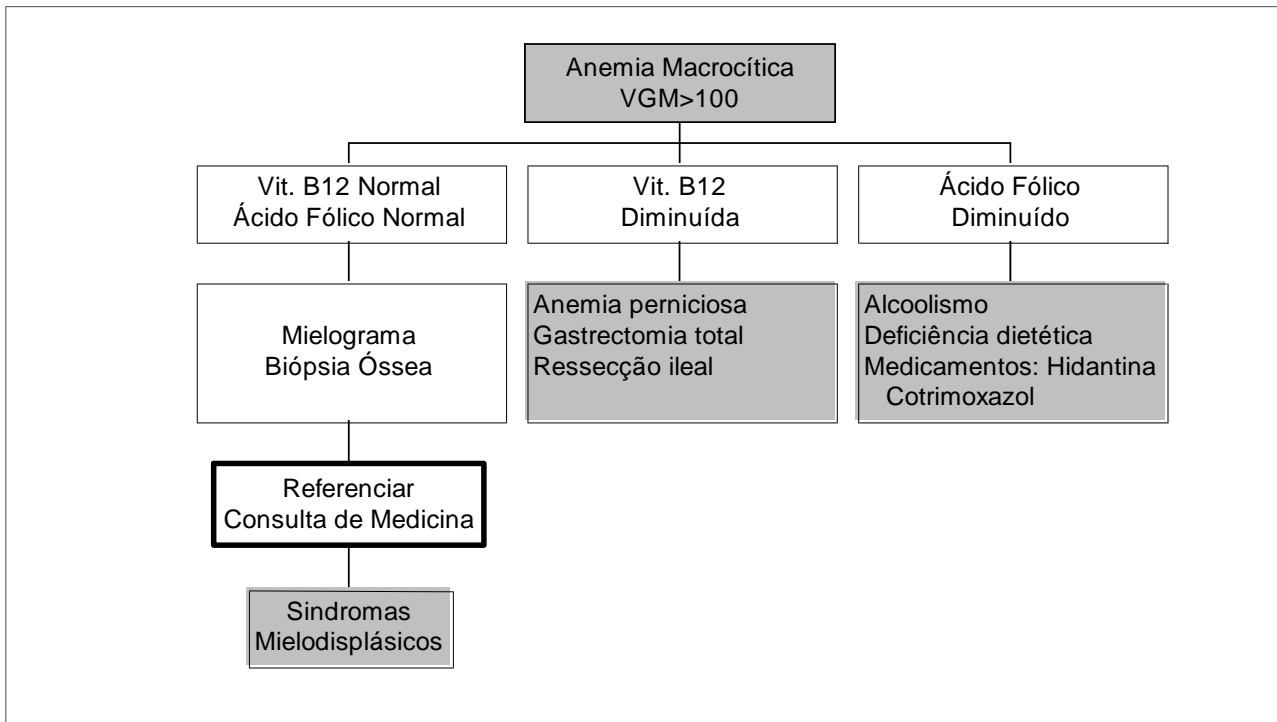 Anemia Macrocítica
VGM>100
Vit. B12 Normal
Ácido Fólico Normal
Vit. B12
Diminuída
Ácido Fólico
Diminuído
Mielograma
Biópsia Óssea
Anemia perniciosa
Gastrectomia total
Ressecção ileal
Alcoolismo
Deficiência dietética
Medicamentos: Hidantina
Cotrimoxazol
Referenciar
Consulta de Medicina
Sindromas
Mielodisplásicos